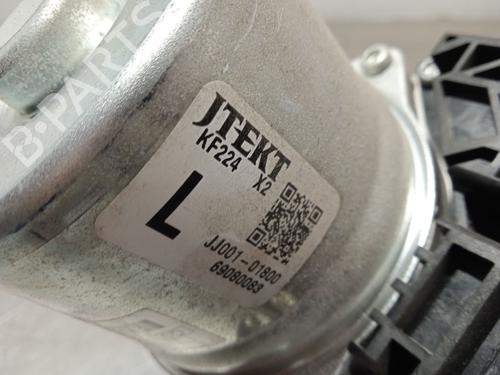 B-PARTS
JTEKT
KF224 X2
L
JJ001-01800
69080083